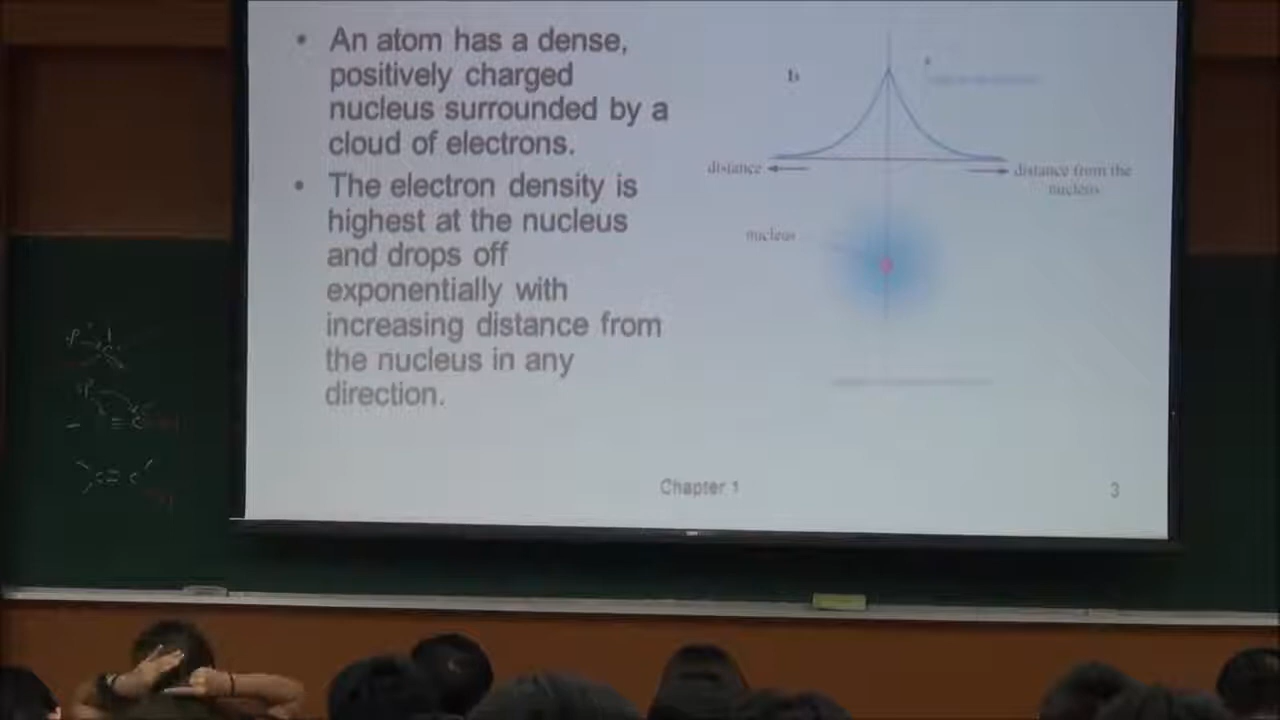 • An atom has a dense,
positively charged
nucleus surrounded by a
cloud of electrons.
• The electron density is
highest at the nucleus
and drops off
exponentially with
increasing distance from
the nucleus in any
direction.
distance
distance from the
nucleus
nucleus
Chapter 1
3